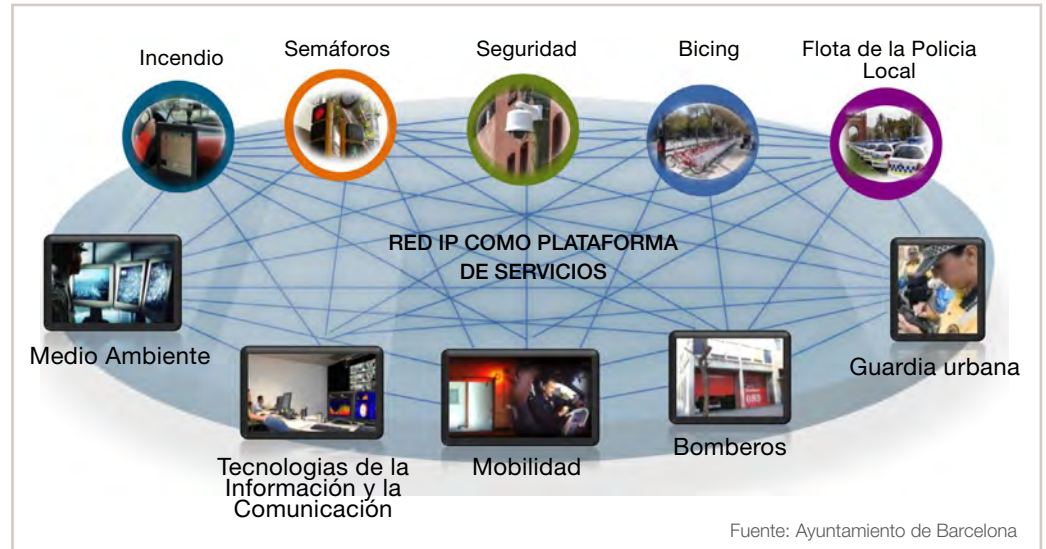 Incendio
Semáforos
Seguridad
Bicing
Flota de la Policia
Local
RED IP COMO PLATAFORMA
DE SERVICIOS
Medio Ambiente
Guardia urbana
Tecnologias de la
Información y la
Comunicación
Mobilidad
Bomberos
Fuente: Ayuntamiento de Barcelona